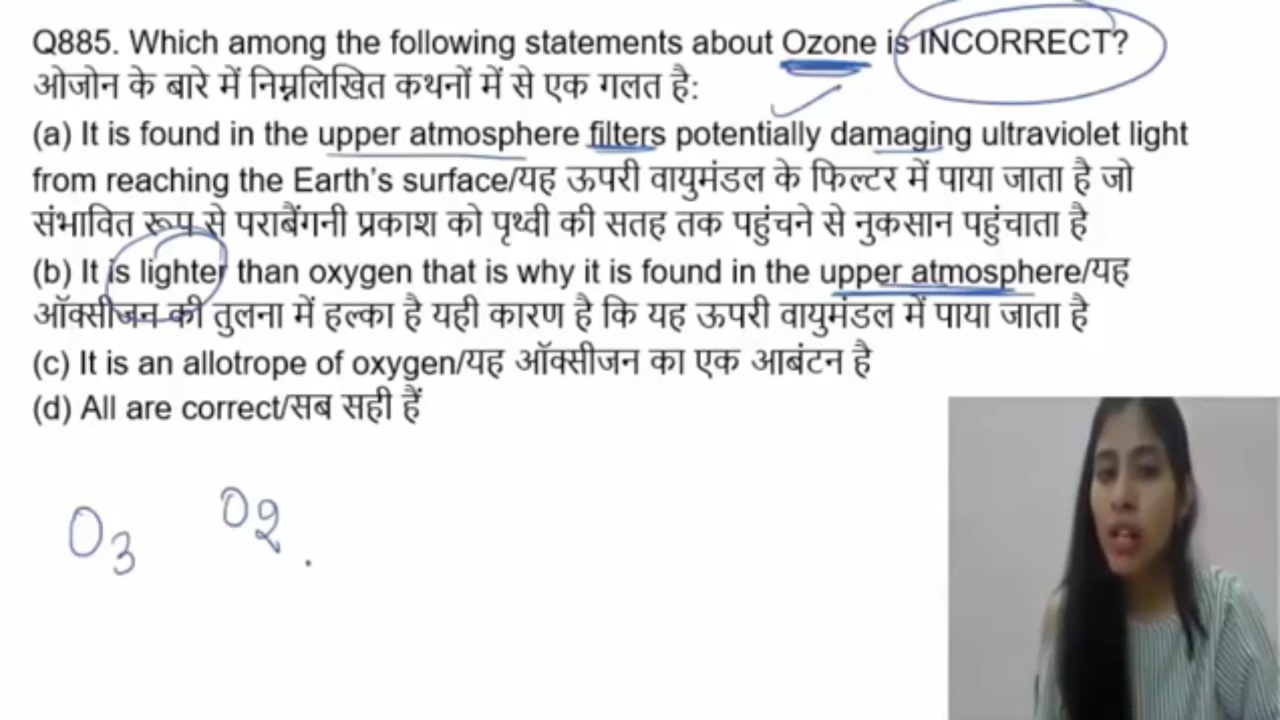 Q885. Which among the following statements about Ozone is INCORRECT?
ओजोन के बारे में निम्नलिखित कथनों में से एक गलत है:
(a) It is found in the upper atmosphere filters potentially damaging ultraviolet light
from reaching the Earth's surface/यह ऊपरी वायुमंडल के फिल्टर में पाया जाता है जो
संभावित रूप से पराबैंगनी प्रकाश को पृथ्वी की सतह तक पहुंचने से नुकसान पहुंचाता है
(b) It is lighter than oxygen that is why it is found in the upper atmosphere/यह
ऑक्सीजन की तुलना में हल्का है यही कारण है कि यह ऊपरी वायुमंडल में पाया जाता है
(c) It is an allotrope of oxygen/यह ऑक्सीजन का एक आबंटन है
(d) All are correct/सब सही हैं
O3 O2